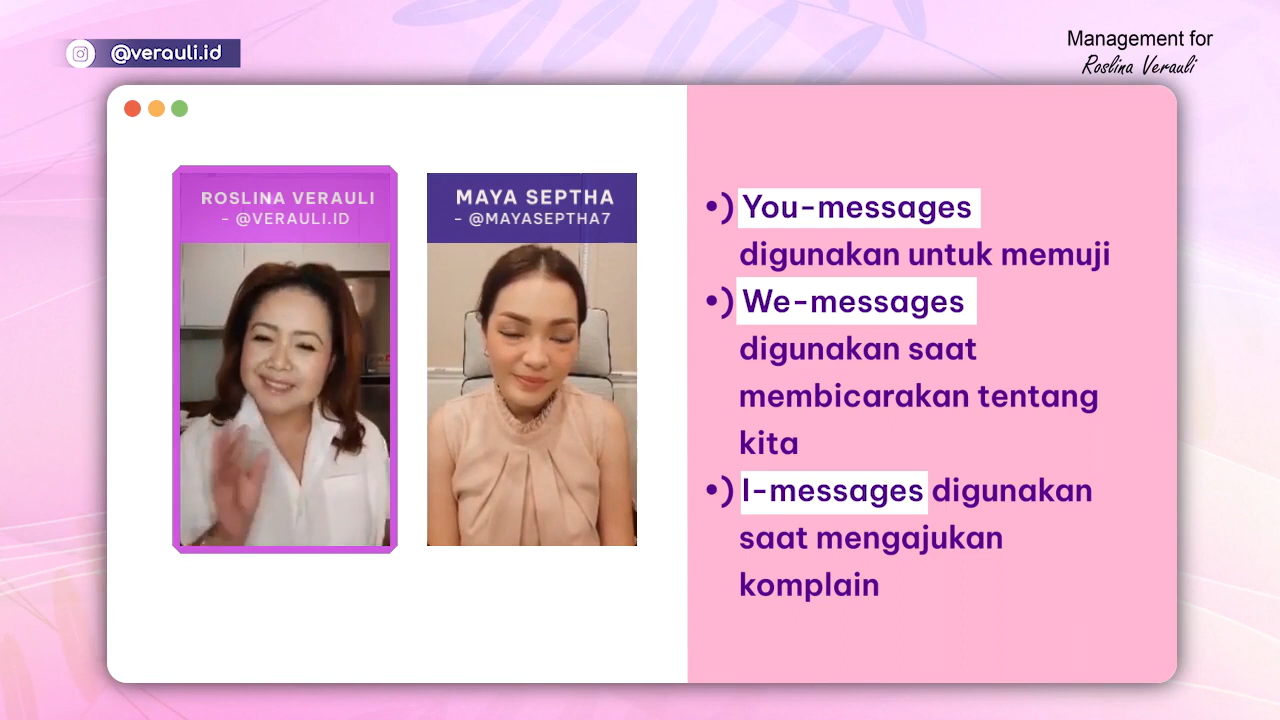 @verauli.id
Management for
Roslina Verauli
ROSLINA VERAULI
- @VERAULI.ID
MAYA SEPTHA
- @MAYASEPTHA7
•) You-messages
digunakan untuk memuji
•) We-messages
digunakan saat
membicarakan tentang
kita
•) I-messages digunakan
saat mengajukan
komplain